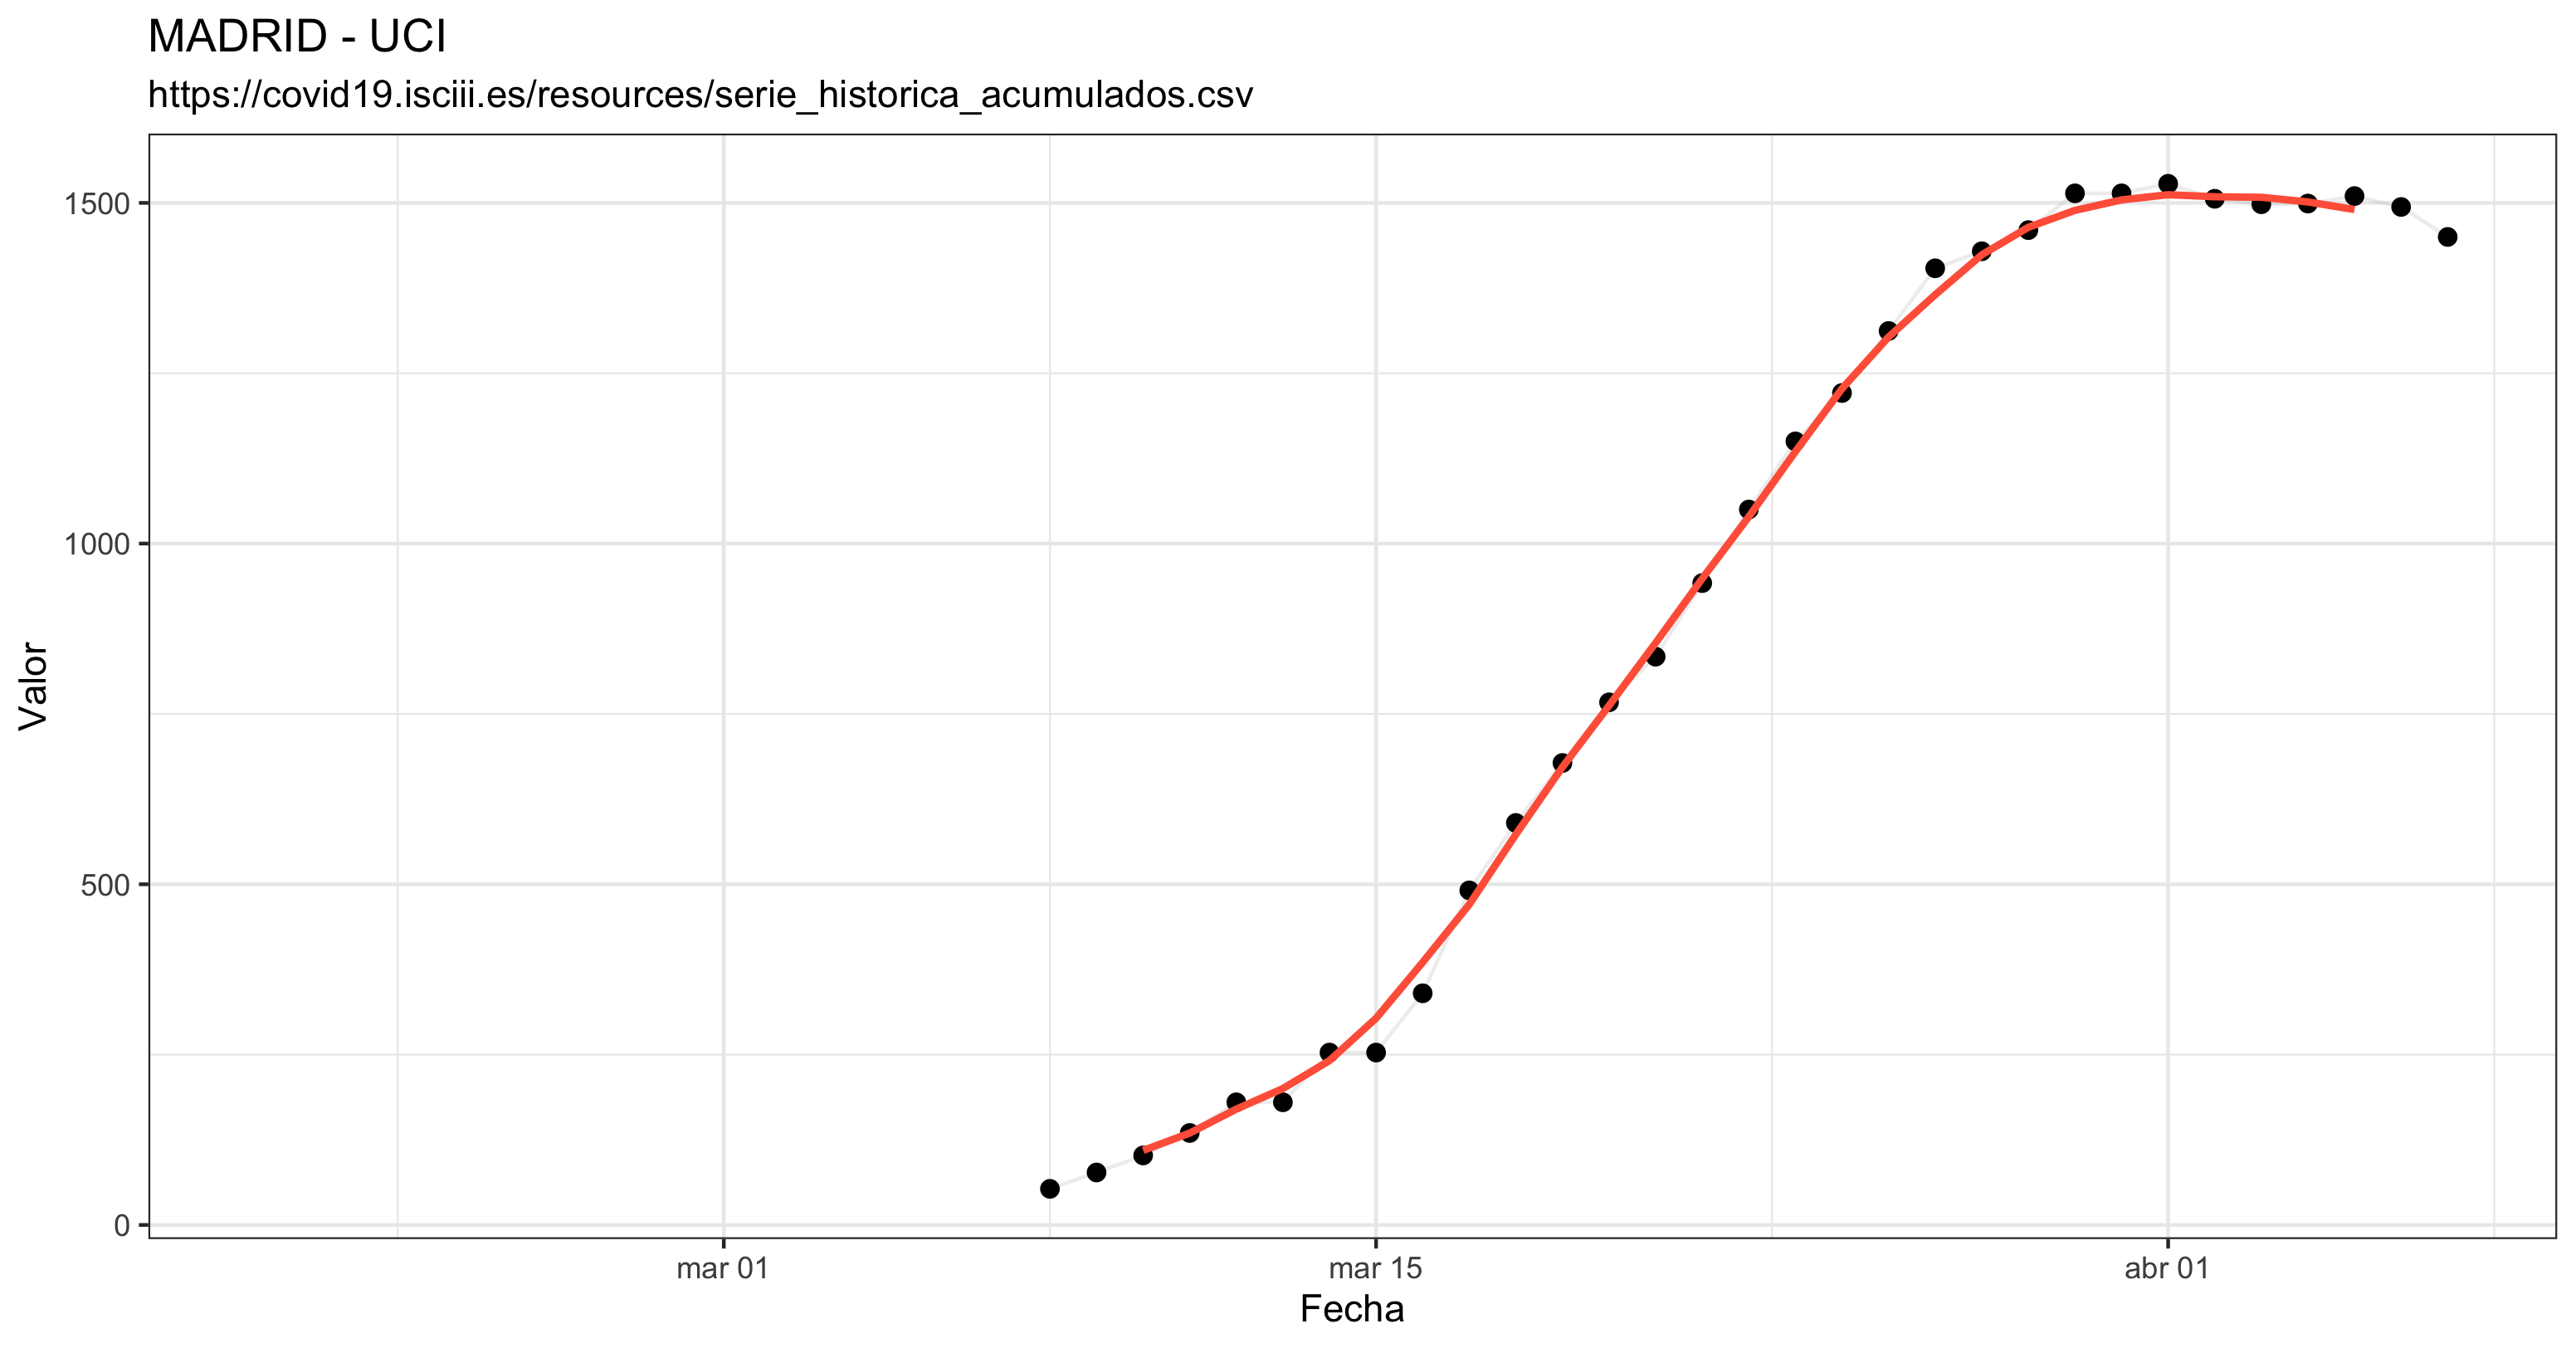 MADRID - UCI
https://covid19.isciii.es/resources/serie_historica_acumulados.csv
1500
1000
500
0
Valor
mar 01
mar 15
abr 01
Fecha